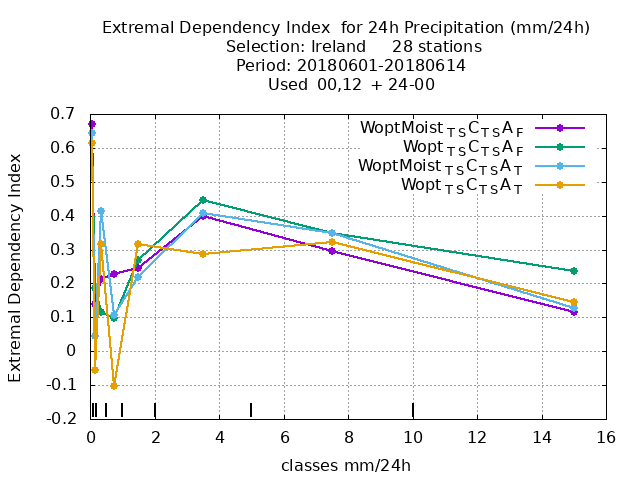 Extremal Dependency Index  for 24h Precipitation (mm/24h)
Selection: Ireland     28 stations
Period: 20180601-20180614
Used  00,12  + 24-00
WoptMoist TS C TS A F
Wopt TS C TS A F
WoptMoist TS C TS A T
Wopt TS C TS A T
Extremal Dependency Index
0.7
0.6
0.5
0.4
0.3
0.2
0.1
0
-0.1
-0.2
0 2 4 6 8 10 12 14 16
classes mm/24h